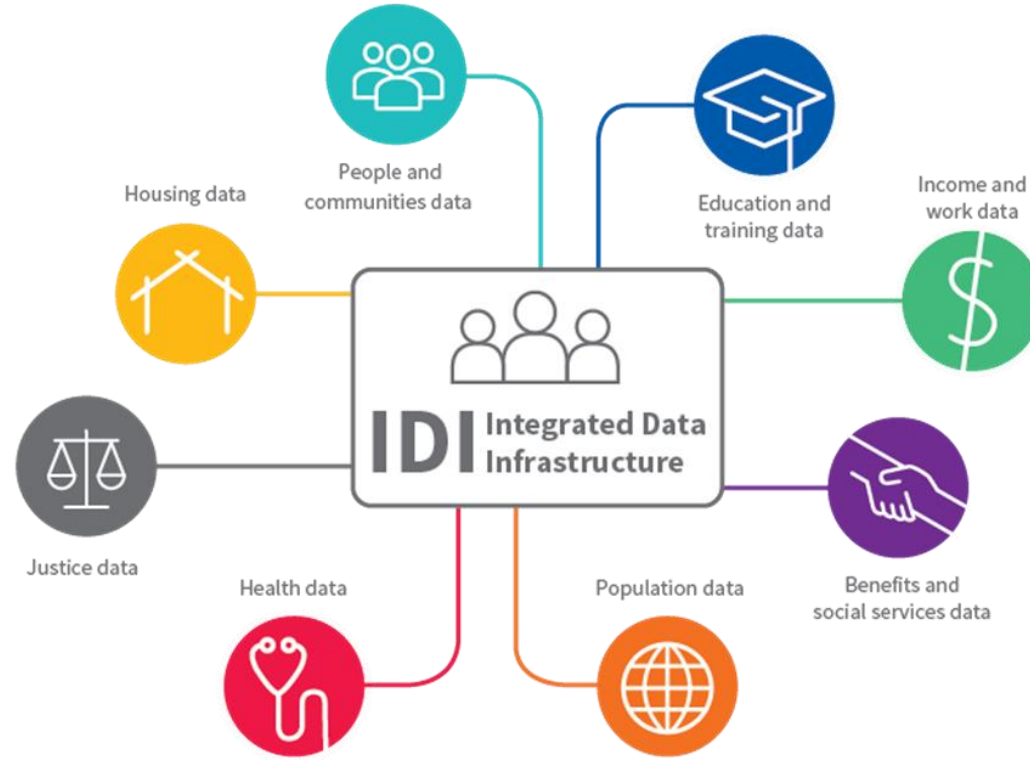 People and
communities data
Education and
training data
Housing data
Income and
work data
IDI
Integrated Data
Infrastructure
Justice data
Health data
Population data
Benefits and
social services data